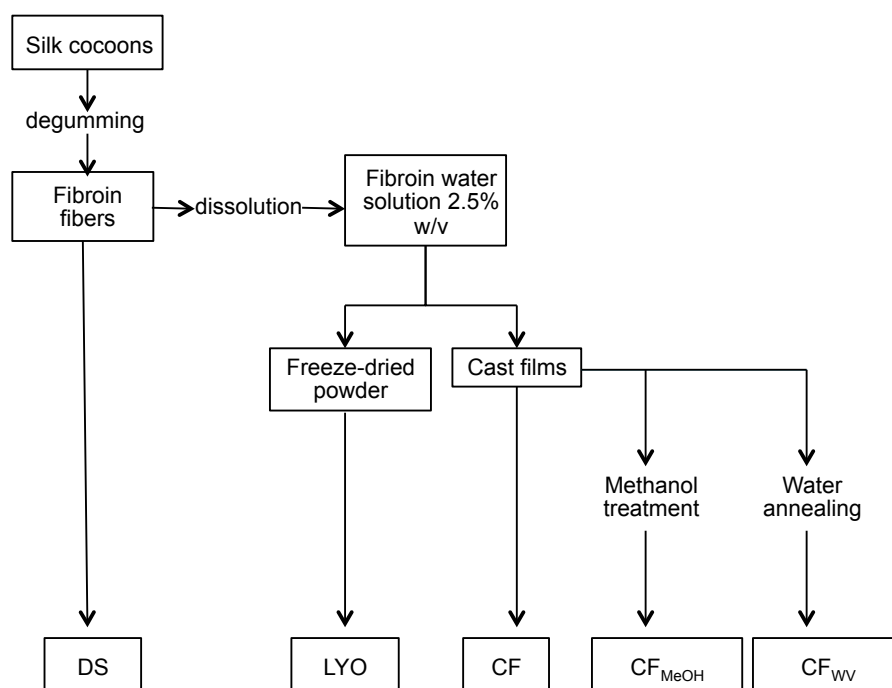 Silk cocoons
degumming
Fibroin
fibers
dissolution
Fibroin water
solution 2.5%
w/v
Freeze-dried
powder
Cast films
Methanol
treatment
Water
annealing
DS
LYO
CF
CF_MeOH
CF_WV